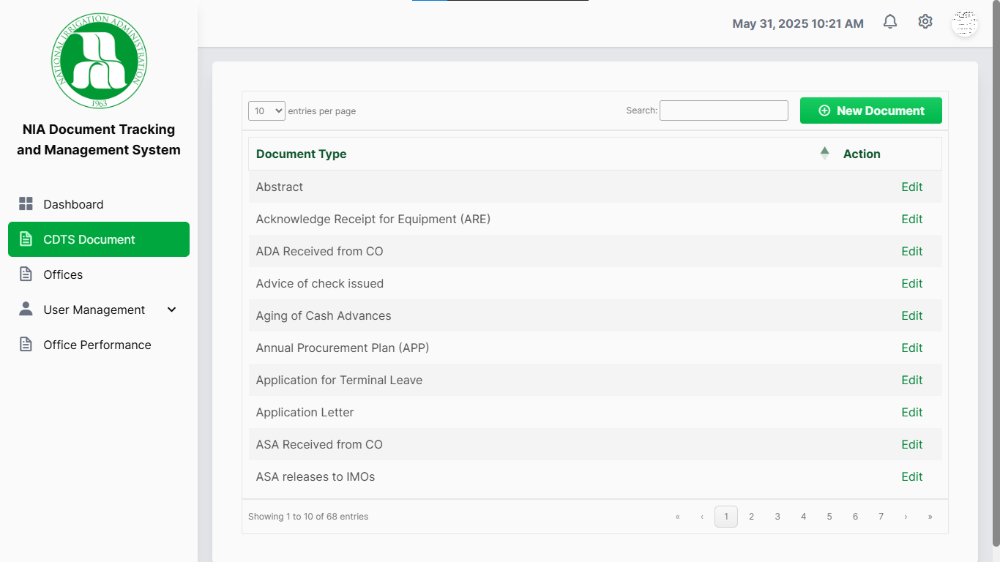 NATIONAL IRRIGATION ADMINISTRATION
1963
NIA Document Tracking
and Management System
Dashboard
CDTS Document
Offices
User Management
Office Performance
May 31, 2025 10:21 AM
10 entries per page
Search:
New Document
Document Type Action
Abstract Edit
Acknowledge Receipt for Equipment (ARE) Edit
ADA Received from CO Edit
Advice of check issued Edit
Aging of Cash Advances Edit
Annual Procurement Plan (APP) Edit
Application for Terminal Leave Edit
Application Letter Edit
ASA Received from CO Edit
ASA releases to IMOs Edit
Showing 1 to 10 of 68 entries
« ‹ 1 2 3 4 5 6 7 › »